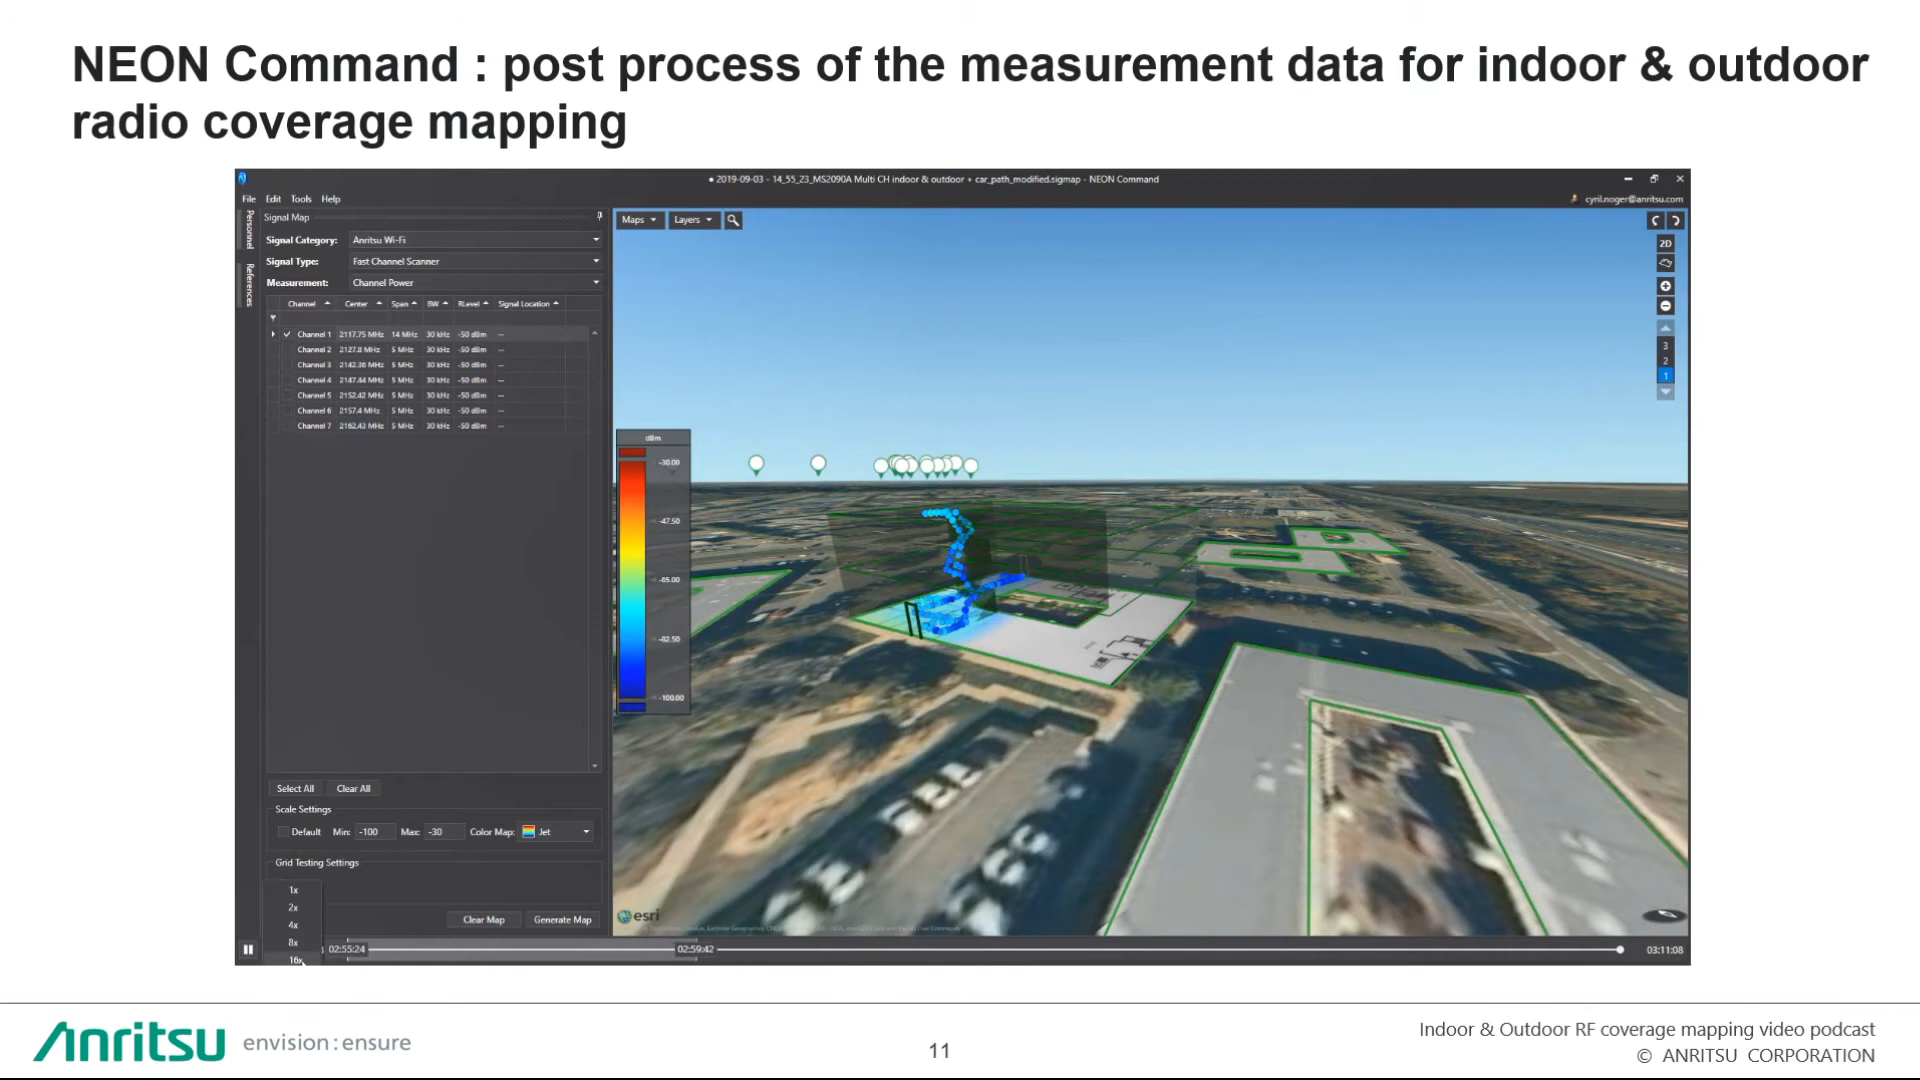 NEON Command : post process of the measurement data for indoor & outdoor
radio coverage mapping
• 2019-09-03 - 14_55_23_MS2090A Multi CH indoor & outdoor + car_path_modified.sigmap - NEON Command
File Edit Tools Help
cyril.noger@anritsu.com
Personnel
References
Signal Map
Maps Layers
Signal Category: Anritsu Wi-Fi
Signal Type: Fast Channel Scanner
Measurement: Channel Power
2D
Channel Center Span BW RLevel Signal Location
Channel 1 2117.75 MHz 14 MHz 30 kHz -50 dBm --
Channel 2 2127.8 MHz 5 MHz 30 kHz -50 dBm --
Channel 3 2142.36 MHz 5 MHz 30 kHz -50 dBm --
Channel 4 2147.44 MHz 5 MHz 30 kHz -50 dBm --
Channel 5 2152.42 MHz 5 MHz 30 kHz -50 dBm --
Channel 6 2157.4 MHz 5 MHz 30 kHz -50 dBm --
Channel 7 2162.43 MHz 5 MHz 30 kHz -50 dBm --
3
2
1
dBm
-30.00
-47.50
-65.00
-82.50
-100.00
Select All Clear All
Scale Settings
Default Min: -100 Max: -30 Color Map: Jet
Grid Testing Settings
1x
2x
4x
8x
16x
Clear Map Generate Map
esri
02:55:24 02:59:42 03:11:08
Anritsu envision : ensure
11
Indoor & Outdoor RF coverage mapping video podcast
© ANRITSU CORPORATION